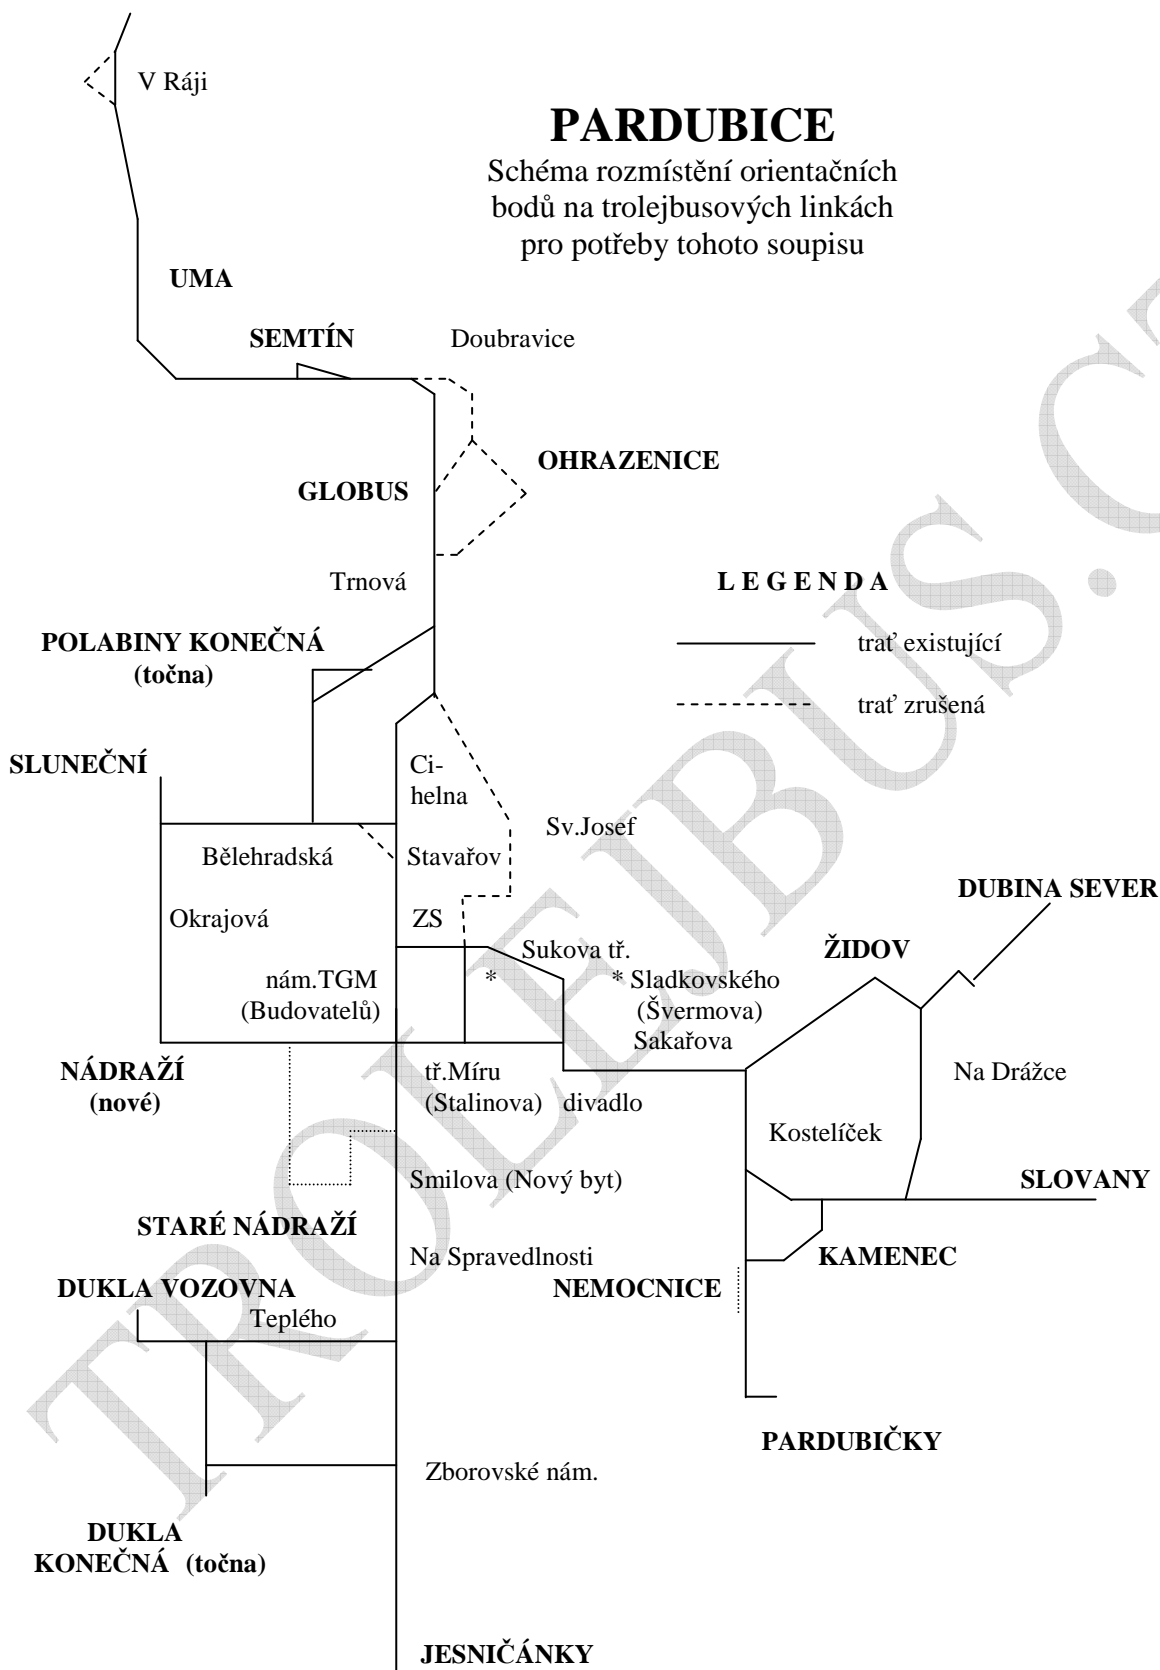 V Ráji
PARDUBICE
Schéma rozmístění orientačních
bodů na trolejbusových linkách
pro potřeby tohoto soupisu
UMA
SEMTÍN
Doubravice
OHRAZENICE
GLOBUS
Trnová
L E G E N D A
POLABINY KONEČNÁ
(točna)
trať existující
trať zrušená
SLUNEČNÍ
Ci-
helna
Sv.Josef
Bělehradská
Stavařov
DUBINA SEVER
Okrajová
ZS
ŽIDOV
Sukova tř.
nám.TGM
(Budovatelů)
*
* Sladkovského
(Švermova)
Sakařova
NÁDRAŽÍ
(nové)
tř.Míru
(Stalinova)
divadlo
Na Drážce
Kostelíček
Smilova (Nový byt)
SLOVANY
STARÉ NÁDRAŽÍ
Na Spravedlnosti
KAMENEC
DUKLA VOZOVNA
NEMOCNICE
Teplého
PARDUBIČKY
Zborovské nám.
DUKLA
KONEČNÁ (točna)
JESNIČÁNKY
TROLEJBUS.CZ